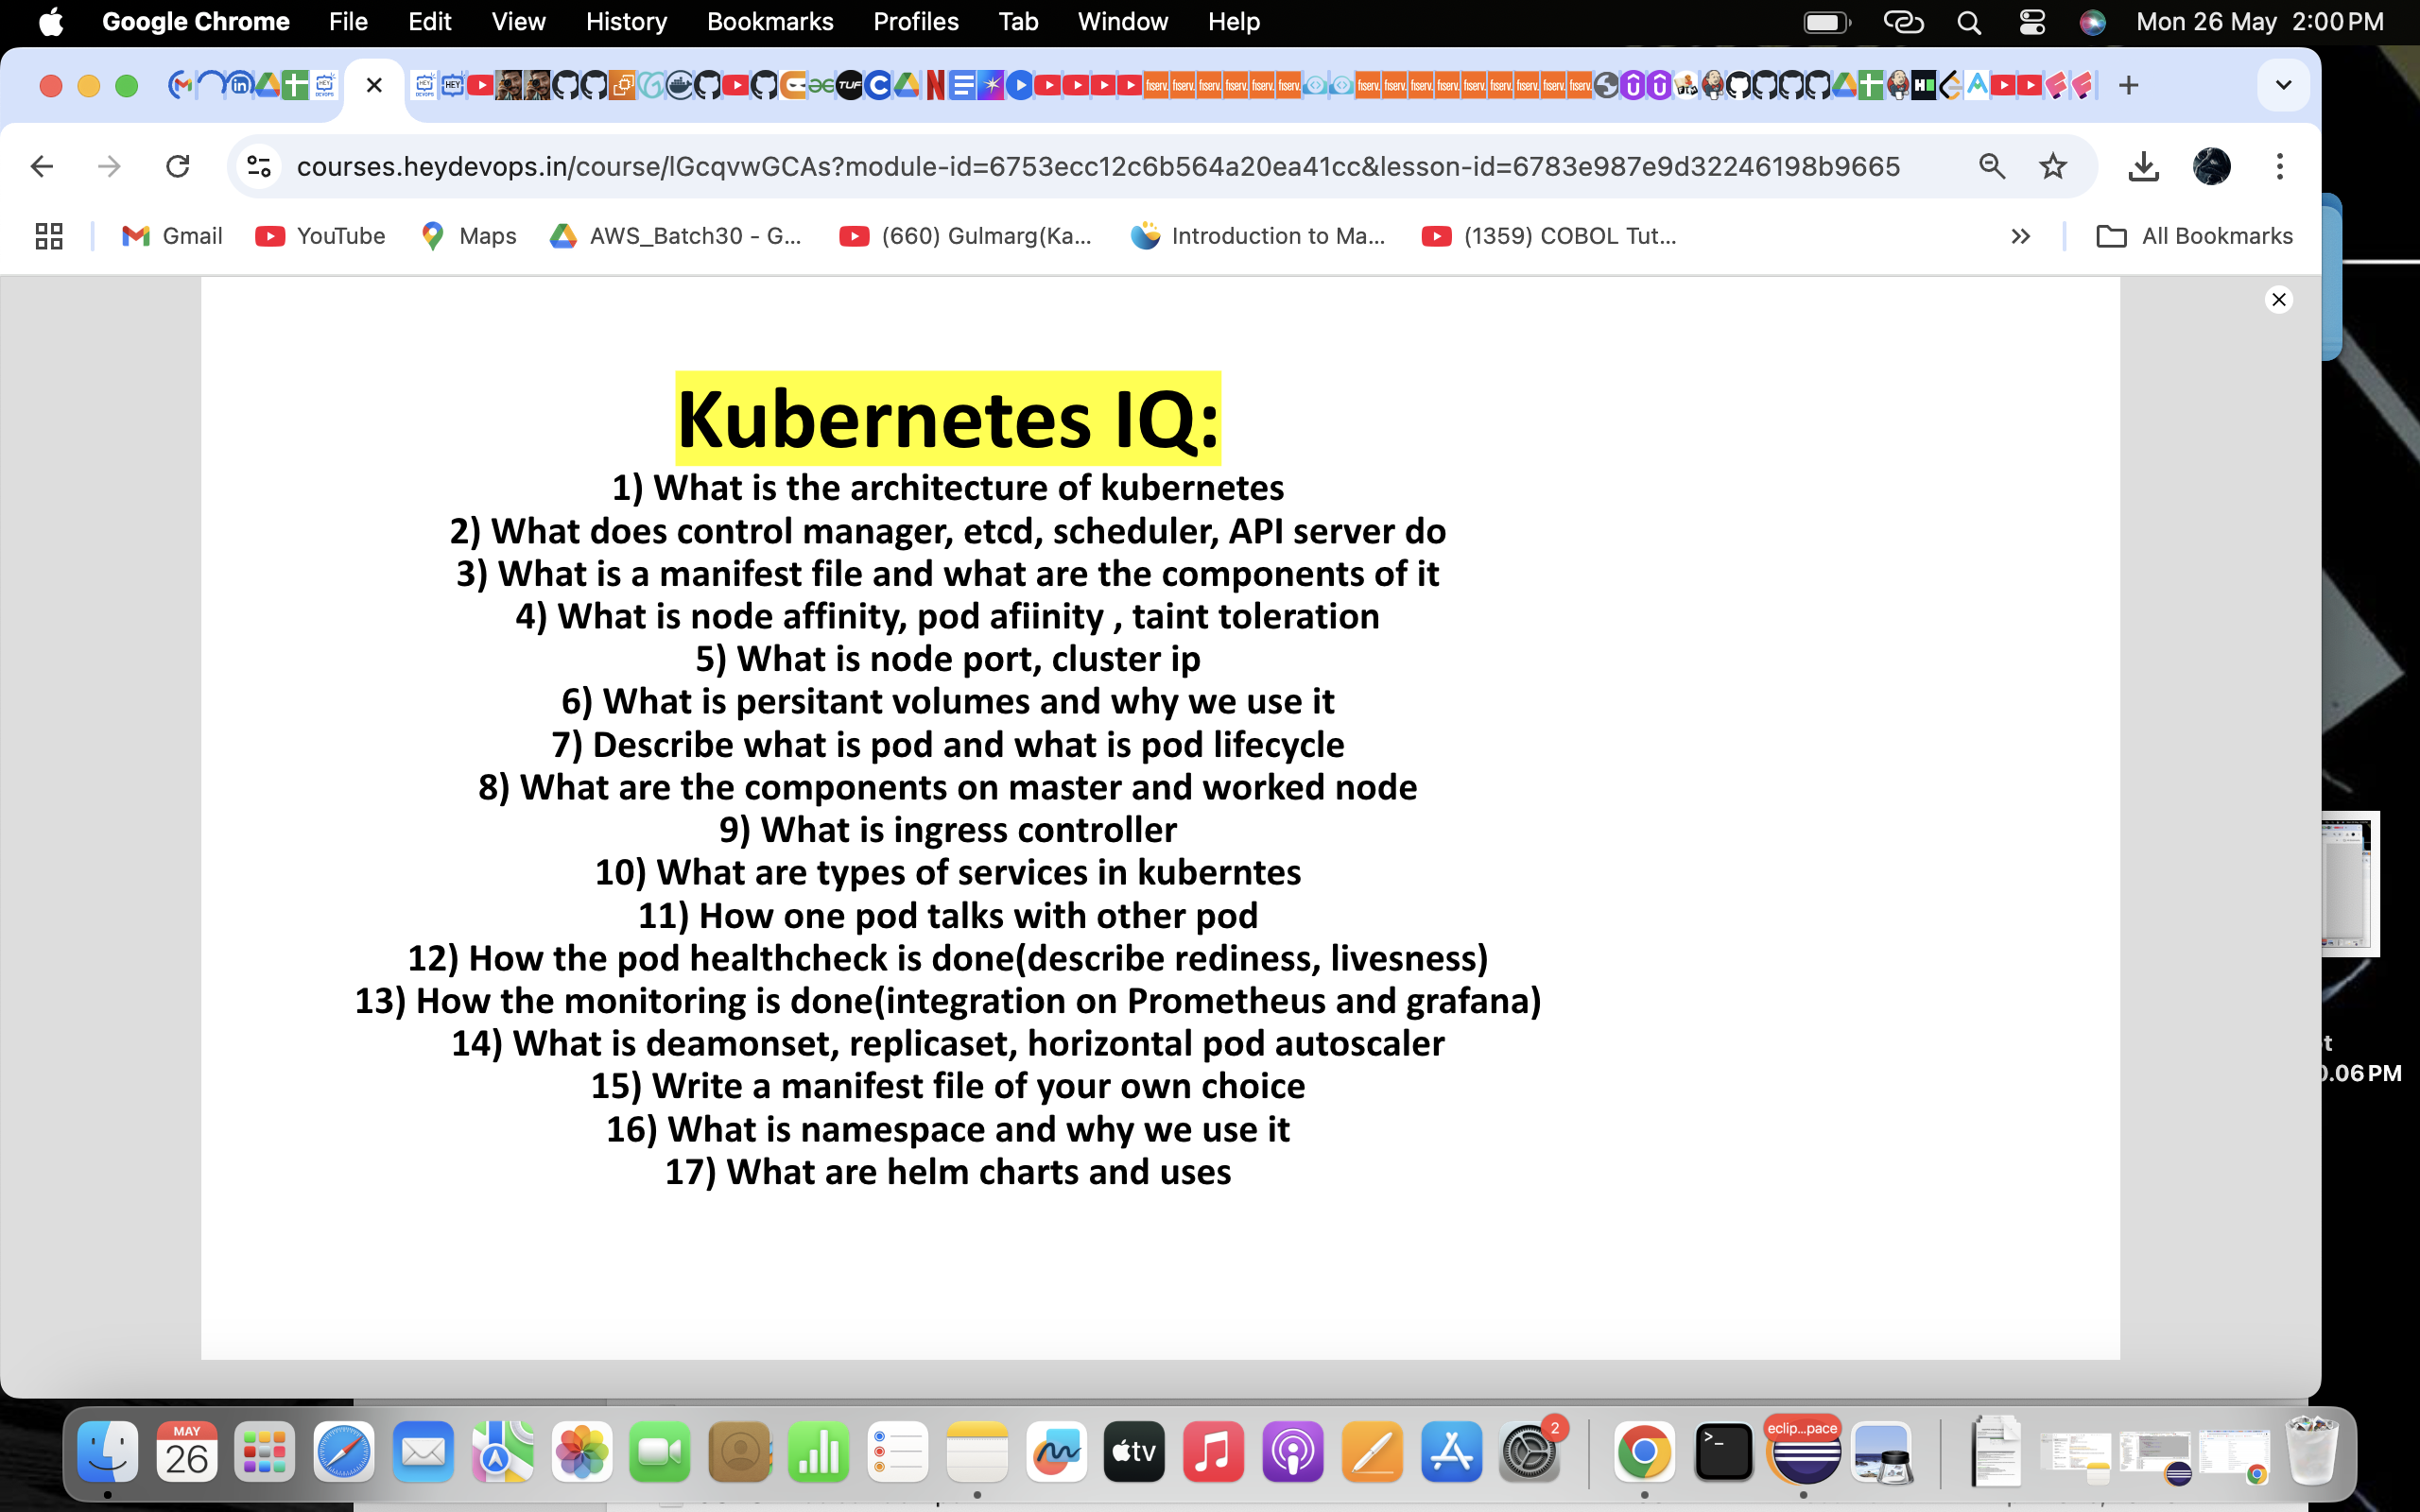 Google Chrome File Edit View History Bookmarks Profiles Tab Window Help Mon 26 May 2:00 PM
courses.heydevops.in/course/lGcqvwGCAs?module-id=6753ecc12c6b564a20ea41cc&lesson-id=6783e987e9d32246198b9665
Gmail YouTube Maps AWS_Batch30 - G... (660) Gulmarg(Ka... Introduction to Ma... (1359) COBOL Tut... All Bookmarks
Kubernetes IQ:
1) What is the architecture of kubernetes
2) What does control manager, etcd, scheduler, API server do
3) What is a manifest file and what are the components of it
4) What is node affinity, pod afiinity , taint toleration
5) What is node port, cluster ip
6) What is persitant volumes and why we use it
7) Describe what is pod and what is pod lifecycle
8) What are the components on master and worked node
9) What is ingress controller
10) What are types of services in kuberntes
11) How one pod talks with other pod
12) How the pod healthcheck is done(describe rediness, livesness)
13) How the monitoring is done(integration on Prometheus and grafana)
14) What is deamonset, replicaset, horizontal pod autoscaler
15) Write a manifest file of your own choice
16) What is namespace and why we use it
17) What are helm charts and uses
.06 PM
MAY
26
tv
2
eclip...pace